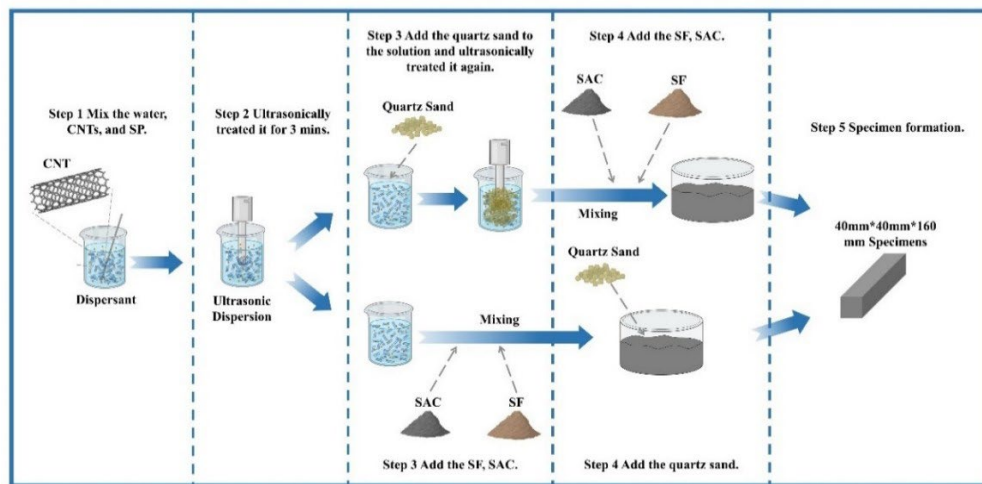 Step 1 Mix the water,
CNTs, and SP.
CNT
Dispersant
Step 2 Ultrasonically
treated it for 3 mins.
Ultrasonic
Dispersion
Step 3 Add the quartz sand to
the solution and ultrasonically
treated it again.
Quartz Sand
Step 4 Add the SF, SAC.
SAC
SF
Mixing
Mixing
SAC
SF
Step 3 Add the SF, SAC.
Quartz Sand
Step 4 Add the quartz sand.
Step 5 Specimen formation.
40mm*40mm*160
mm Specimens